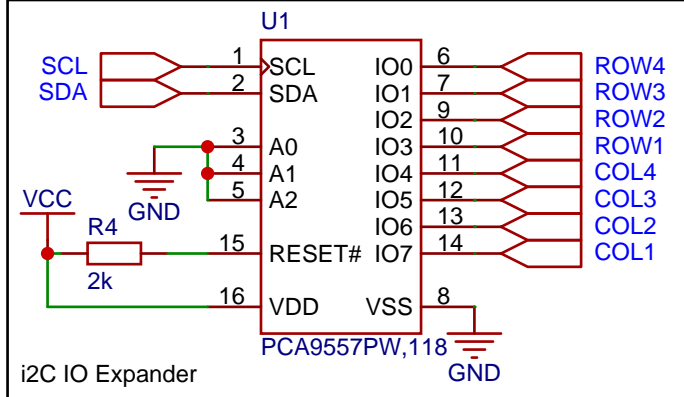 U1
SCL 1 SCL IO0 6 ROW4
SDA 2 SDA IO1 7 ROW3
IO2 9 ROW2
3 A0 IO3 10 ROW1
4 A1 IO4 11 COL4
GND 5 A2 IO5 12 COL3
VCC IO6 13 COL2
R4 15 RESET# IO7 14 COL1
2k
16 VDD VSS 8
PCA9557PW,118
GND
i2C IO Expander